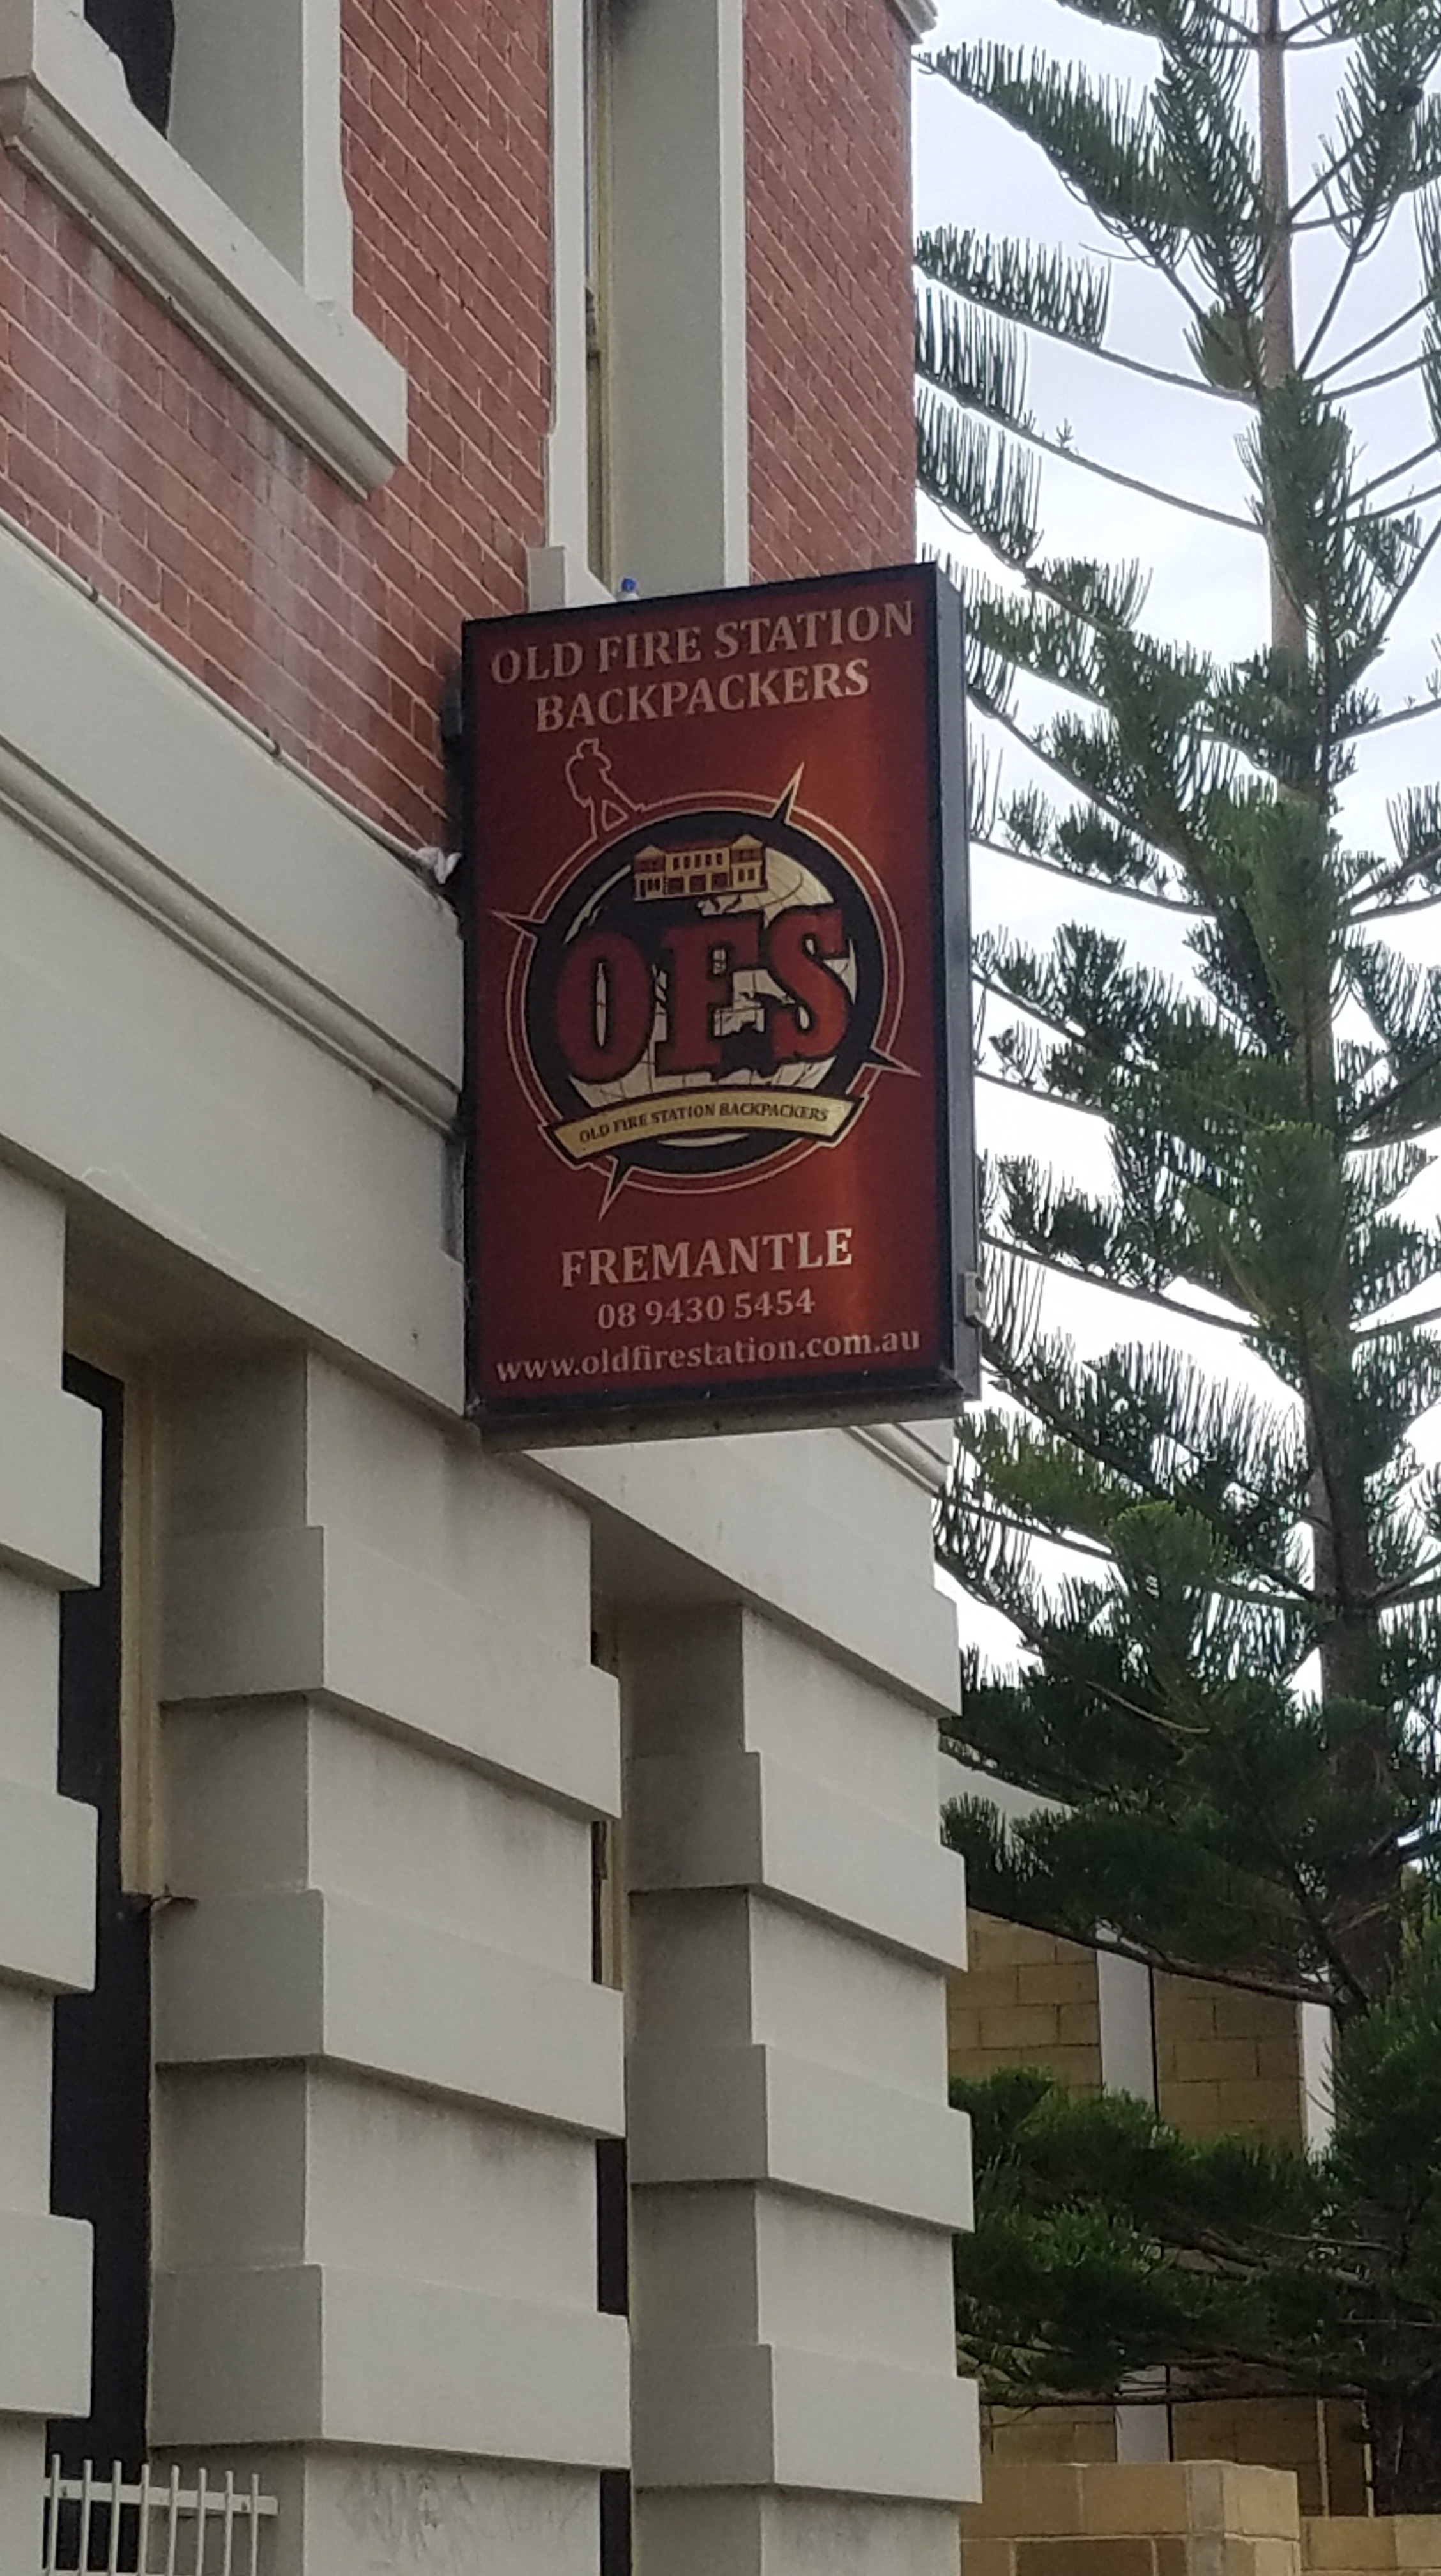 OLD FIRE STATION
BACKPACKERS
OFS
OLD FIRE STATION BACKPACKERS
FREMANTLE
08 9430 5454
www.oldfirestation.com.au